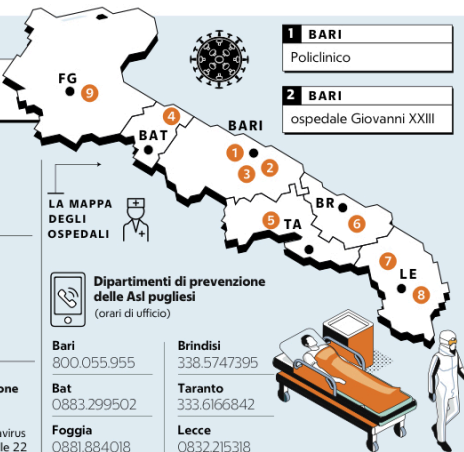 1 BARI
Policlinico
2 BARI
ospedale Giovanni XXIII
FG
9
4
BAT
BARI
1
2
3
BR
6
5
TA
7
LE
8
LA MAPPA
DEGLI
OSPEDALI
Dipartimenti di prevenzione
delle Asl pugliesi
(orari di ufficio)
Bari
800.055.955
Brindisi
338.5747395
Bat
0883.299502
Taranto
333.6166842
Foggia
0881.884018
Lecce
0832.215318
one
avirus
le 22